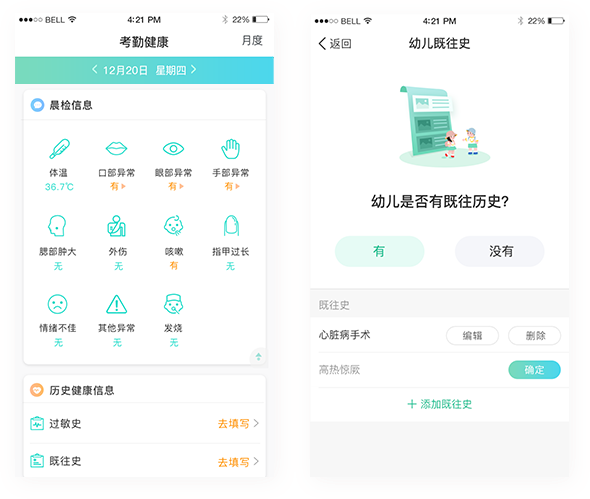 BELL 4:21 PM 22%
考勤健康 月度
12月20日 星期四
晨检信息
体温 口部异常 眼部异常 手部异常
36.7℃ 有 有 有
腮部肿大 外伤 咳嗽 指甲过长
无 无 有 无
情绪不佳 其他异常 发烧
无 无 无
历史健康信息
过敏史 去填写
既往史 去填写
BELL 4:21 PM 22%
返回 幼儿既往史
幼儿是否有既往历史?
有 没有
既往史
心脏病手术 编辑 删除
高热惊厥 确定
+ 添加既往史